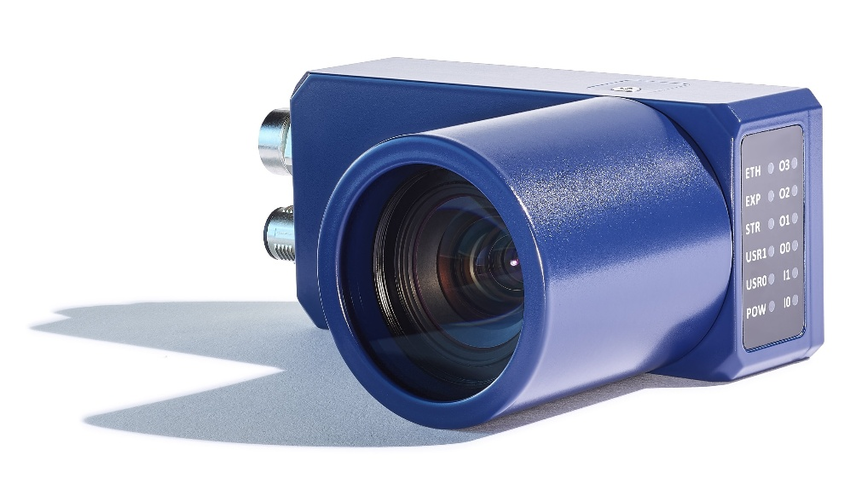 ETH O3
EXP O2
STR O1
USR1 O0
USR0 I1
POW I0